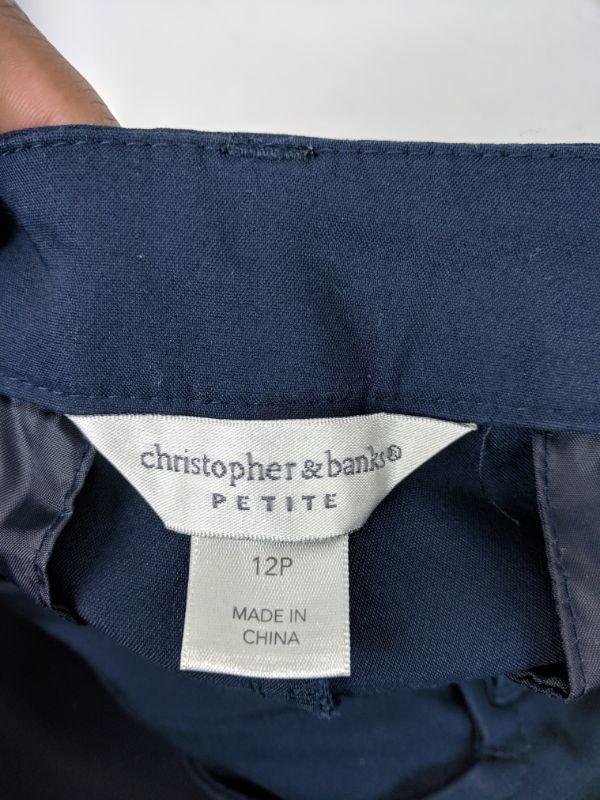 christopher & banks®
PETITE
12P
MADE IN
CHINA